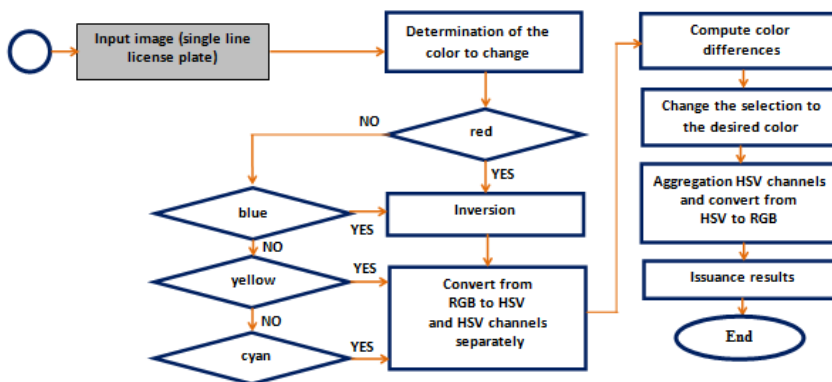 Input image (single line
license plate)
Determination of the
color to change
red
NO
YES
blue
YES
Inversion
NO
yellow
YES
NO
cyan
YES
Convert from
RGB to HSV
and HSV channels
separately
Compute color
differences
Change the selection to
the desired color
Aggregation HSV channels
and convert from
HSV to RGB
Issuance results
End